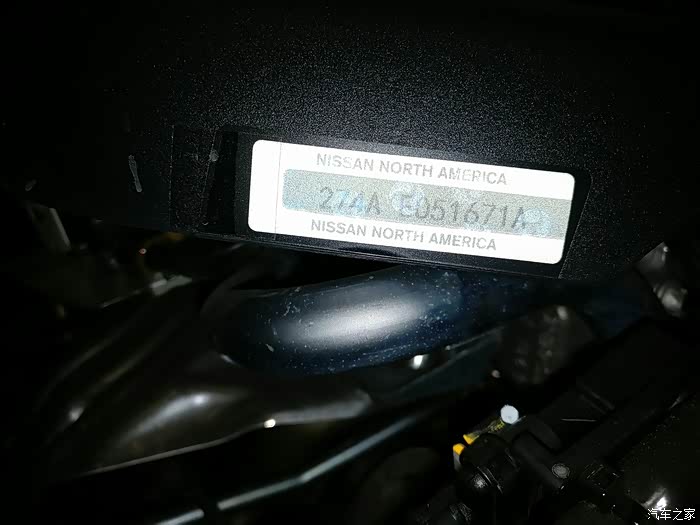 NISSAN NORTH AMERICA
274A E051671A
NISSAN NORTH AMERICA
汽车之家